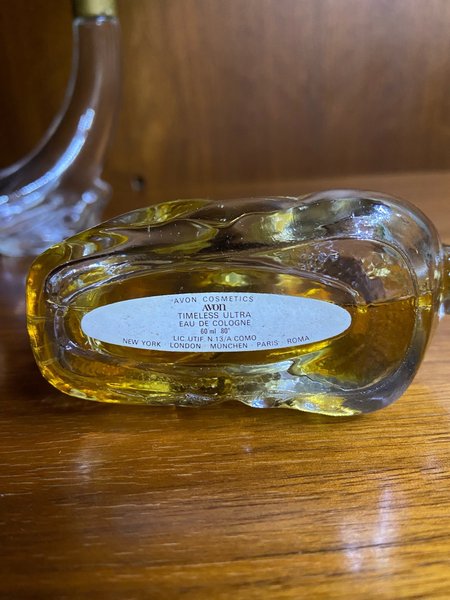 AVON COSMETICS
AVON
TIMELESS ULTRA
EAU DE COLOGNE
60 ml 80°
LIC. UTIF. N.13/A COMO
NEW YORK · LONDON · MÜNCHEN · PARIS · ROMA